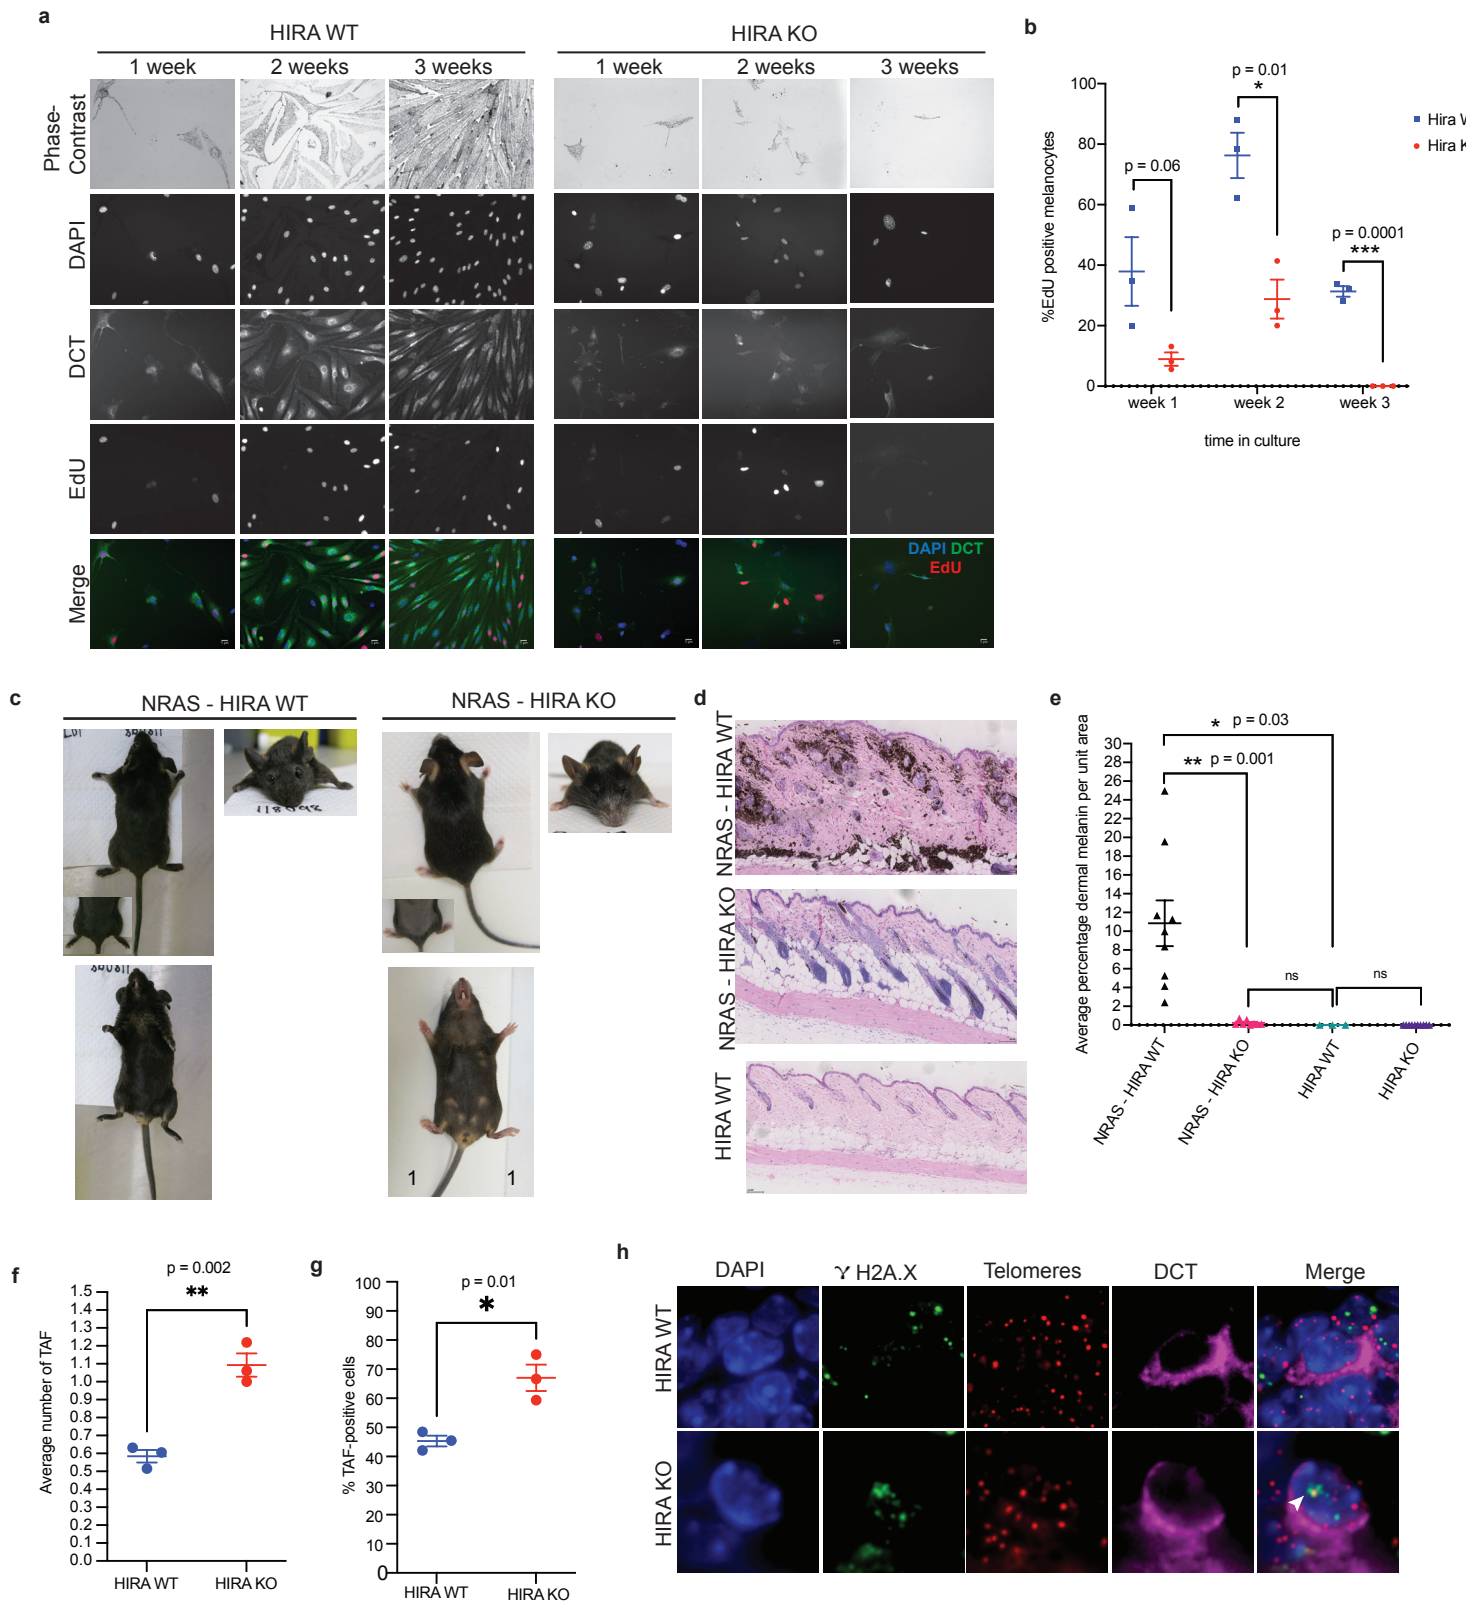 a
HIRA WT
HIRA KO
1 week
2 weeks
3 weeks
1 week
2 weeks
3 weeks
Phase-
Contrast
DAPI
DCT
EdU
Merge
DAPI DCT
EdU
b
%EdU positive melanocytes
100
80
60
40
20
0
p = 0.06
p = 0.01
*
p = 0.0001
***
Hira
Hira
week 1
week 2
week 3
time in culture
c
NRAS - HIRA WT
NRAS - HIRA KO
1
1
d
NRAS - HIRA WT
NRAS - HIRA KO
HIRA WT
e
Average percentage dermal melanin per unit area
30
28
26
24
22
20
18
16
14
12
10
8
6
4
2
0
* p = 0.03
** p = 0.001
ns
ns
NRAS - HIRA WT
NRAS - HIRA KO
HIRA WT
HIRA KO
f
Average number of TAF
1.5
1.4
1.3
1.2
1.1
1.0
0.9
0.8
0.7
0.6
0.5
0.4
0.3
0.2
0.1
0.0
p = 0.002
**
HIRA WT
HIRA KO
g
% TAF-positive cells
100
90
80
70
60
50
40
30
20
10
0
p = 0.01
*
HIRA WT
HIRA KO
h
DAPI
γ H2A.X
Telomeres
DCT
Merge
HIRA WT
HIRA KO